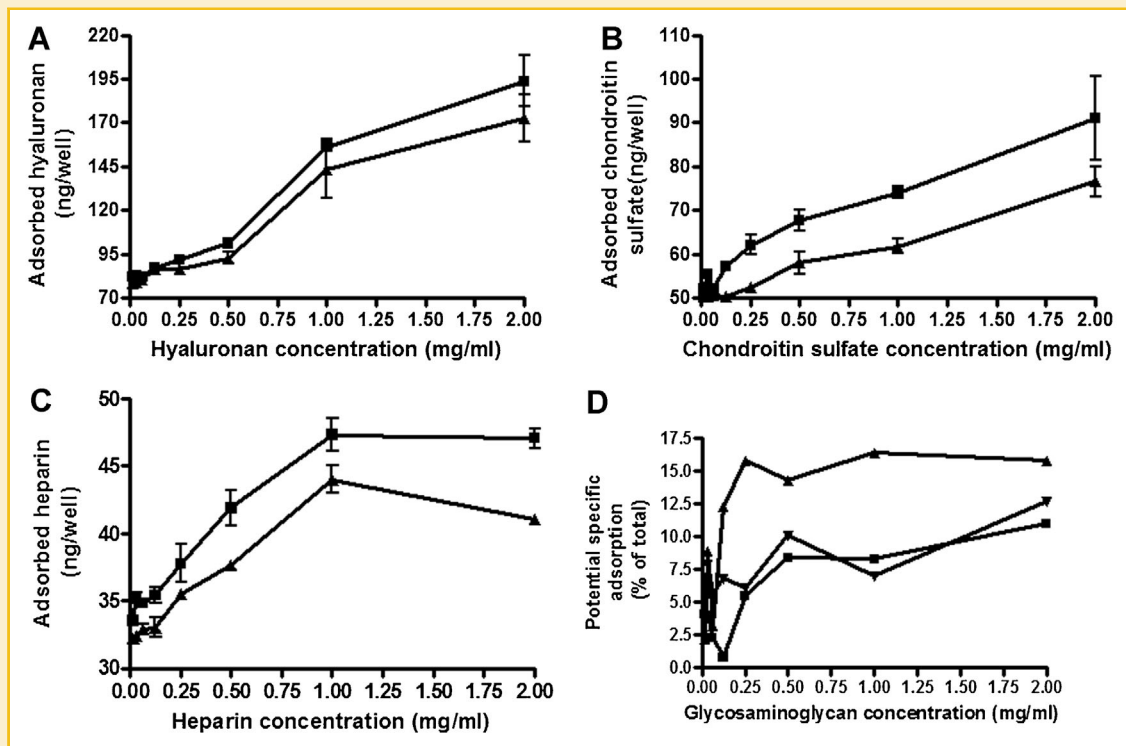 A
220
195
170
145
120
95
70
Adsorbed hyaluronan
(ng/well)
0.00 0.25 0.50 0.75 1.00 1.25 1.50 1.75 2.00
Hyaluronan concentration (mg/ml)
B
110
100
90
80
70
60
50
Adsorbed chondroitin
sulfate(ng/well)
0.00 0.25 0.50 0.75 1.00 1.25 1.50 1.75 2.00
Chondroitin sulfate concentration (mg/ml)
C
50
45
40
35
30
Adsorbed heparin
(ng/well)
0.00 0.25 0.50 0.75 1.00 1.25 1.50 1.75 2.00
Heparin concentration (mg/ml)
D
17.5
15.0
12.5
10.0
7.5
5.0
2.5
0.0
Potential specific
adsorption
(% of total)
0.00 0.25 0.50 0.75 1.00 1.25 1.50 1.75 2.00
Glycosaminoglycan concentration (mg/ml)